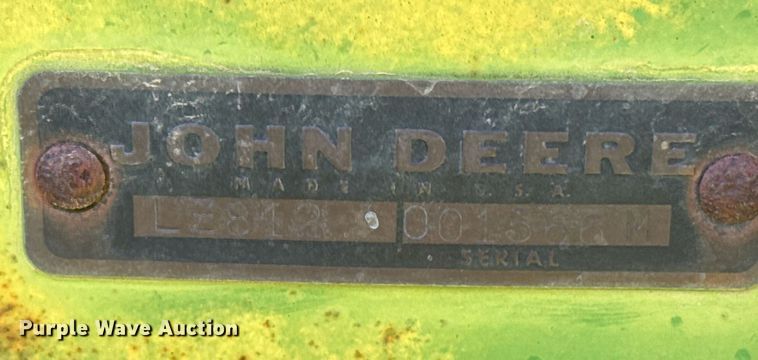 JOHN DEERE
MADE IN U.S.A.
SERIAL
Purple Wave Auction